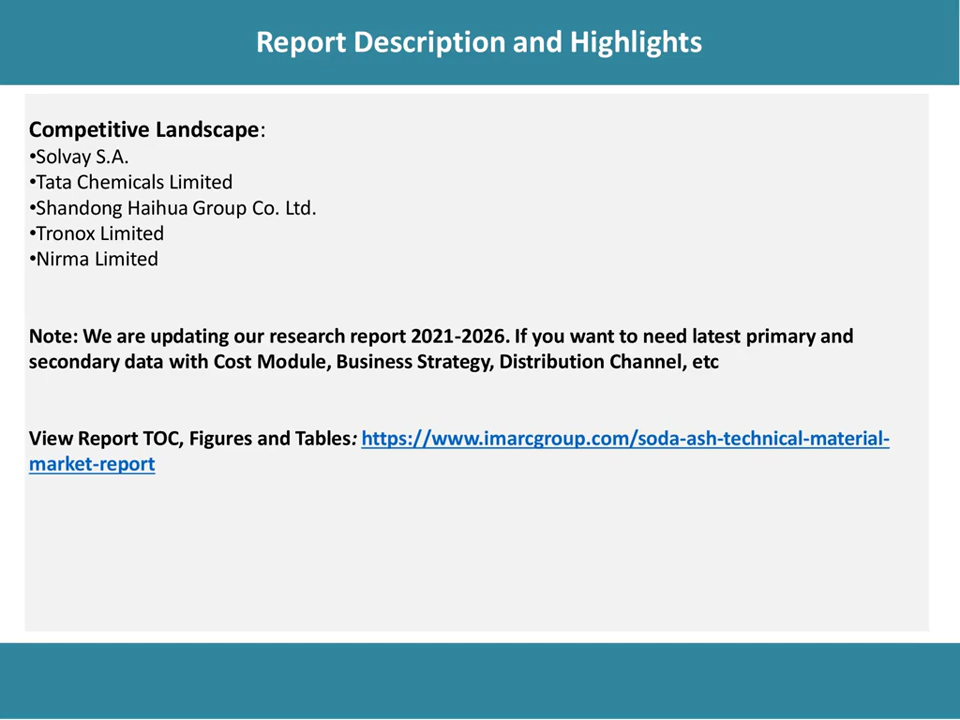 Report Description and Highlights
Competitive Landscape:
•Solvay S.A.
•Tata Chemicals Limited
•Shandong Haihua Group Co. Ltd.
•Tronox Limited
•Nirma Limited
Note: We are updating our research report 2021-2026. If you want to need latest primary and
secondary data with Cost Module, Business Strategy, Distribution Channel, etc
View Report TOC, Figures and Tables: https://www.imarcgroup.com/soda-ash-technical-material-
market-report